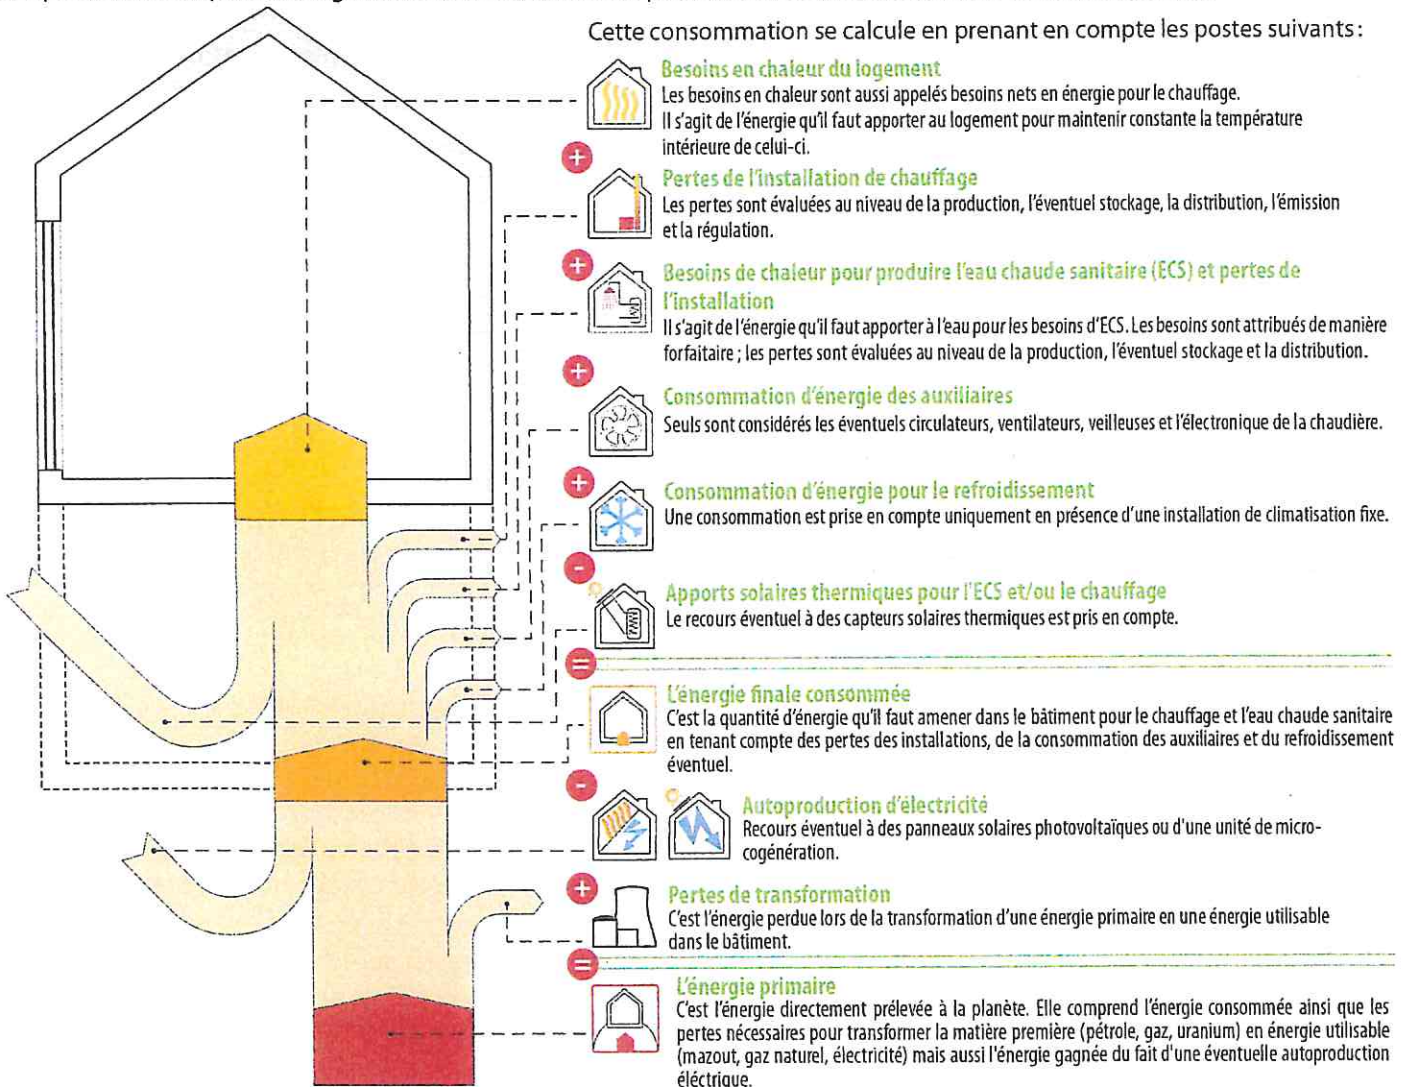 Cette consommation se calcule en prenant en compte les postes suivants :
Besoins en chaleur du logement
Les besoins en chaleur sont aussi appelés besoins nets en énergie pour le chauffage.
Il s'agit de l'énergie qu'il faut apporter au logement pour maintenir constante la température
intérieure de celui-ci.
+
Pertes de l'installation de chauffage
Les pertes sont évaluées au niveau de la production, l'éventuel stockage, la distribution, l'émission
et la régulation.
+
Besoins de chaleur pour produire l'eau chaude sanitaire (ECS) et pertes de
l'installation
Il s'agit de l'énergie qu'il faut apporter à l'eau pour les besoins d'ECS. Les besoins sont attribués de manière
forfaitaire ; les pertes sont évaluées au niveau de la production, l'éventuel stockage et la distribution.
+
Consommation d'énergie des auxiliaires
Seuls sont considérés les éventuels circulateurs, ventilateurs, veilleuses et l'électronique de la chaudière.
+
Consommation d'énergie pour le refroidissement
Une consommation est prise en compte uniquement en présence d'une installation de climatisation fixe.
-
Apports solaires thermiques pour l'ECS et/ou le chauffage
Le recours éventuel à des capteurs solaires thermiques est pris en compte.
=
L'énergie finale consommée
C'est la quantité d'énergie qu'il faut amener dans le bâtiment pour le chauffage et l'eau chaude sanitaire
en tenant compte des pertes des installations, de la consommation des auxiliaires et du refroidissement
éventuel.
-
Autoproduction d'électricité
Recours éventuel à des panneaux solaires photovoltaïques ou d'une unité de micro-
cogénération.
+
Pertes de transformation
C'est l'énergie perdue lors de la transformation d'une énergie primaire en une énergie utilisable
dans le bâtiment.
=
L'énergie primaire
C'est l'énergie directement prélevée à la planète. Elle comprend l'énergie consommée ainsi que les
pertes nécessaires pour transformer la matière première (pétrole, gaz, uranium) en énergie utilisable
(mazout, gaz naturel, électricité) mais aussi l'énergie gagnée du fait d'une éventuelle autoproduction
éléctrique.